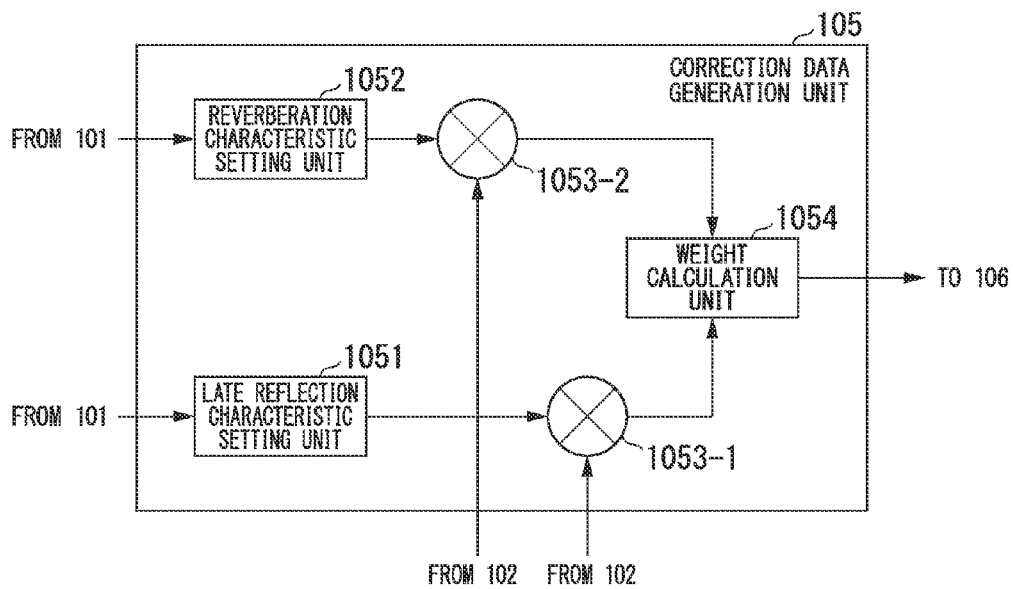 105
CORRECTION DATA
GENERATION UNIT
1052
REVERBERATION
CHARACTERISTIC
SETTING UNIT
FROM 101
1053-2
1054
WEIGHT
CALCULATION
UNIT
TO 106
1051
LATE REFLECTION
CHARACTERISTIC
SETTING UNIT
FROM 101
1053-1
FROM 102
FROM 102